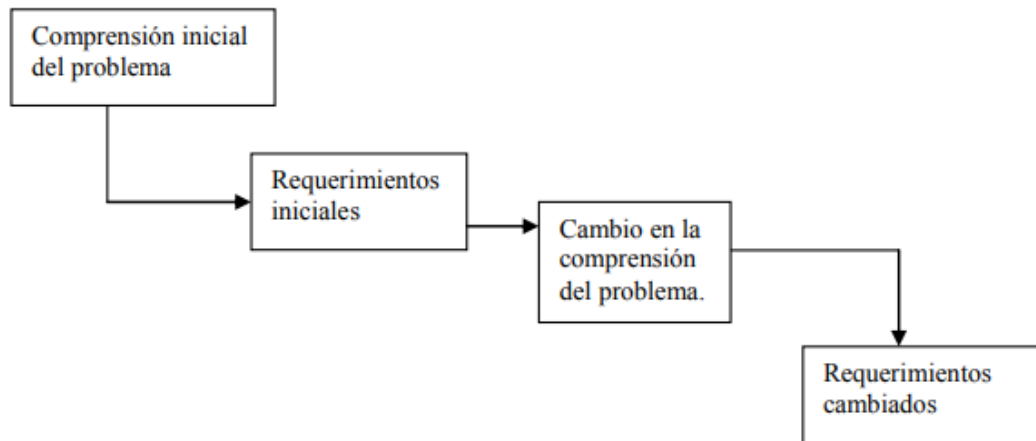 Comprensión inicial
del problema
Requerimientos
iniciales
Cambio en la
comprensión
del problema.
Requerimientos
cambiados